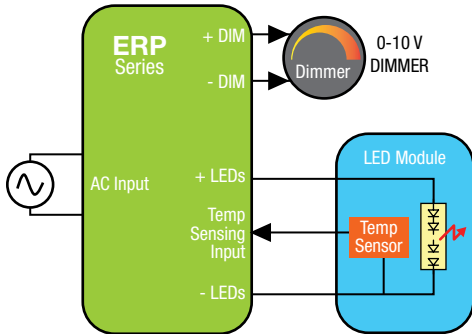 ERP
Series
+ DIM
- DIM
Dimmer
0-10 V
DIMMER
AC Input
+ LEDs
Temp
Sensing
Input
- LEDs
LED Module
Temp
Sensor